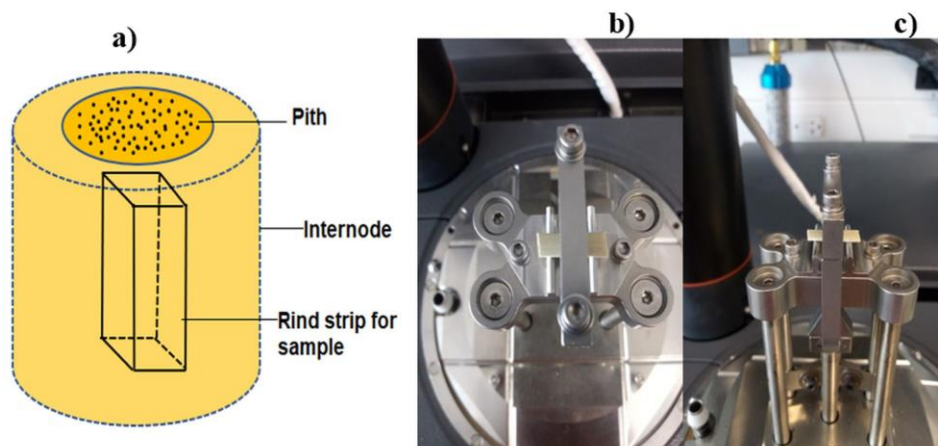 a)
b)
c)
Pith
Internode
Rind strip for
sample